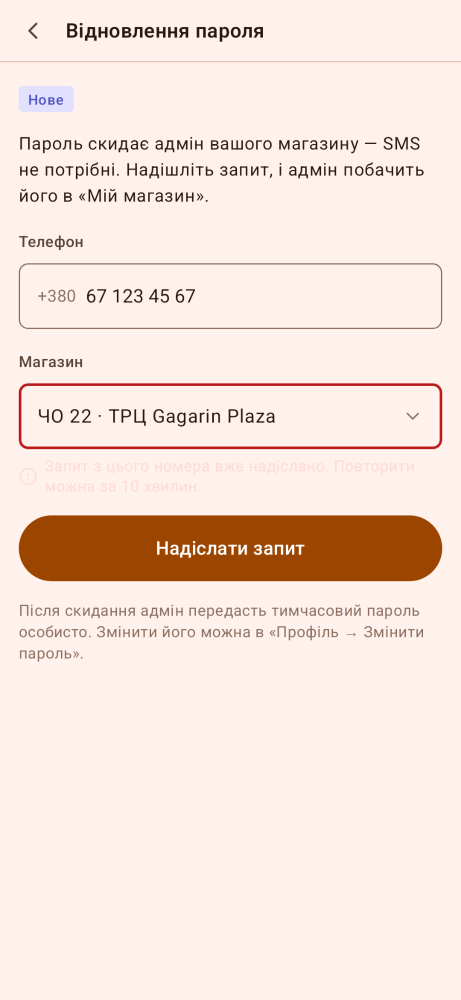 Відновлення пароля
Нове
Пароль скидає адмін вашого магазину — SMS
не потрібні. Надішліть запит, і адмін побачить
його в «Мій магазин».
Телефон
+380 67 123 45 67
Магазин
ЧО 22 · ТРЦ Gagarin Plaza
Запит з цього номера вже надіслано. Повторити
можна за 10 хвилин.
Надіслати запит
Після скидання адмін передасть тимчасовий пароль
особисто. Змінити його можна в «Профіль → Змінити
пароль».